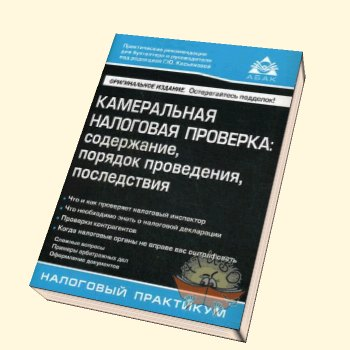 Практические рекомендации
для бухгалтера и руководителя
под редакцией Г.Ю. Касьяновой
АБАК
ОРИГИНАЛЬНОЕ ИЗДАНИЕ. Остерегайтесь подделок!
КАМЕРАЛЬНАЯ
НАЛОГОВАЯ ПРОВЕРКА:
содержание,
порядок проведения,
последствия
• Что и как проверяет налоговый инспектор
• Что необходимо знать о налоговой декларации
• Проверки контрагентов
• Когда налоговые органы не вправе вас оштрафовать
Сложные вопросы
Примеры арбитражных дел
Оформление документов
НАЛОГОВЫЙ ПРАКТИКУМ